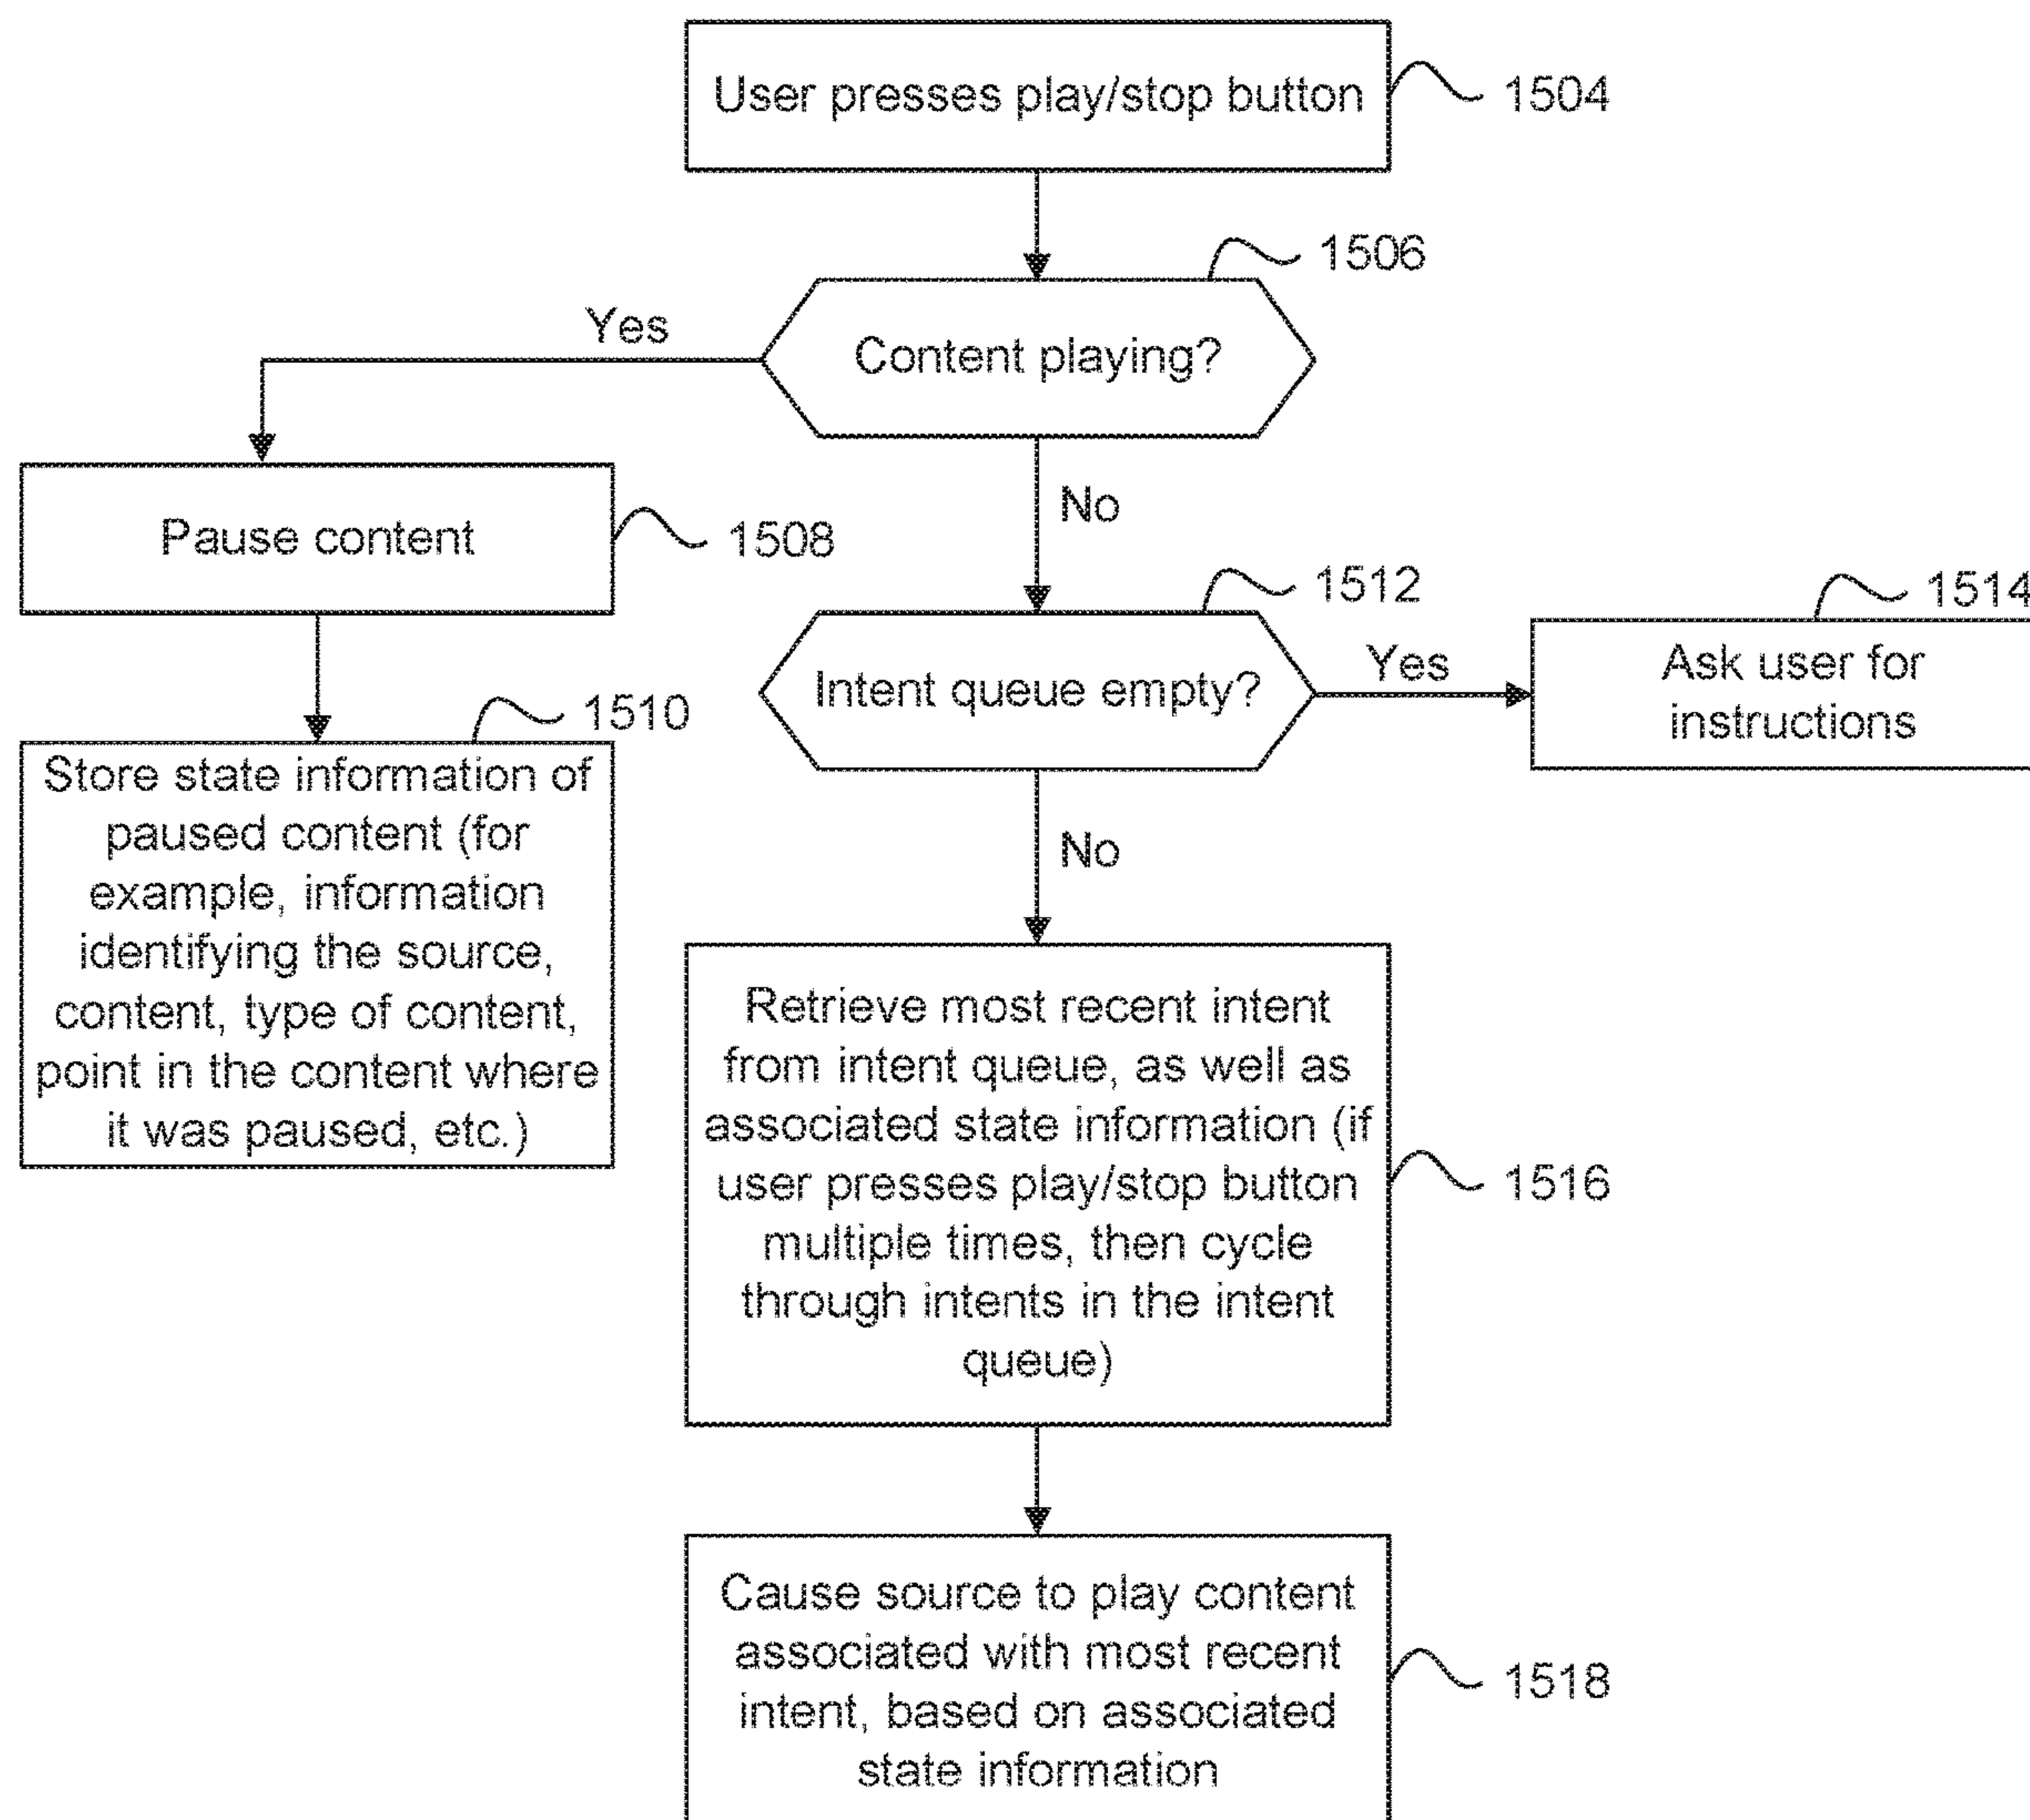 User presses play/stop button
1504
1506
Content playing?
Yes
No
Pause content
1508
1512
Intent queue empty?
Yes
1514
Ask user for
instructions
1510
Store state information of
paused content (for
example, information
identifying the source,
content, type of content,
point in the content where
it was paused, etc.)
No
Retrieve most recent intent
from intent queue, as well as
associated state information (if
user presses play/stop button
multiple times, then cycle
through intents in the intent
queue)
1516
Cause source to play content
associated with most recent
intent, based on associated
state information
1518